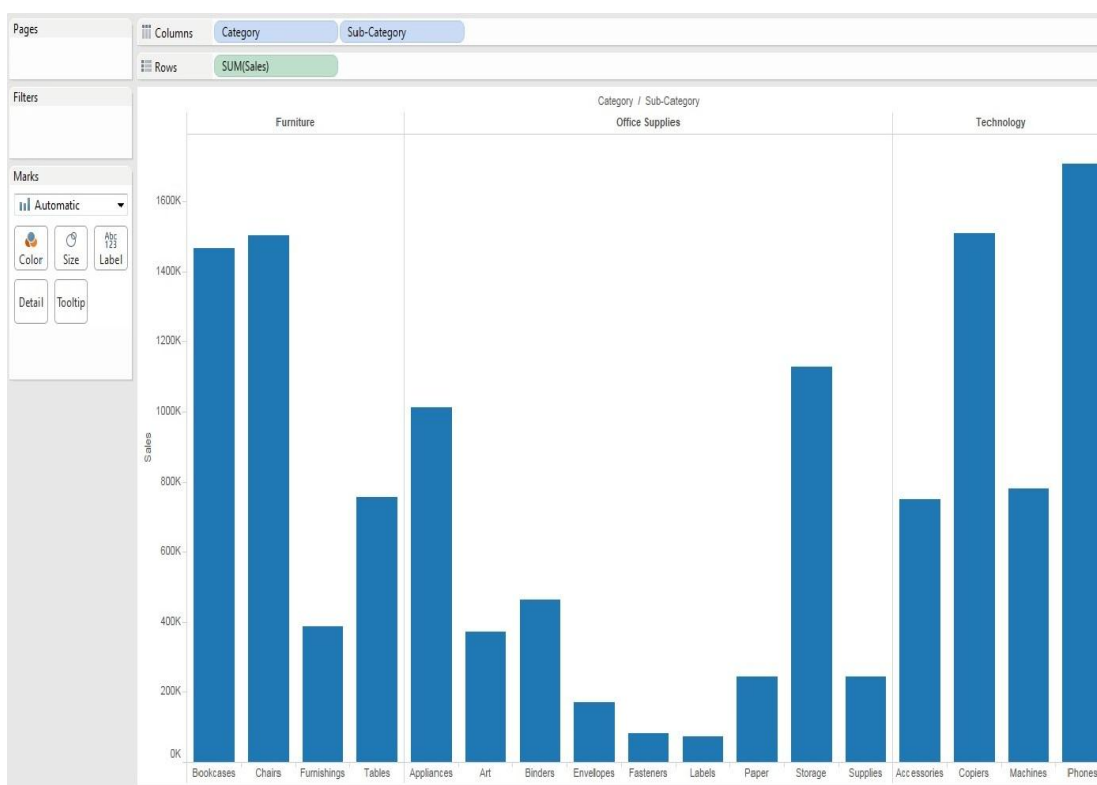 Pages
Columns Category Sub-Category
Rows SUM(Sales)
Filters
Marks
Automatic
Color Size Abc 123 Label
Detail Tooltip
Category / Sub-Category
Furniture Office Supplies Technology
1600K
1400K
1200K
1000K
800K
600K
400K
200K
0K
Sales
Bookcases Chairs Furnishings Tables Appliances Art Binders Envelopes Fasteners Labels Paper Storage Supplies Accessories Copiers Machines Phones